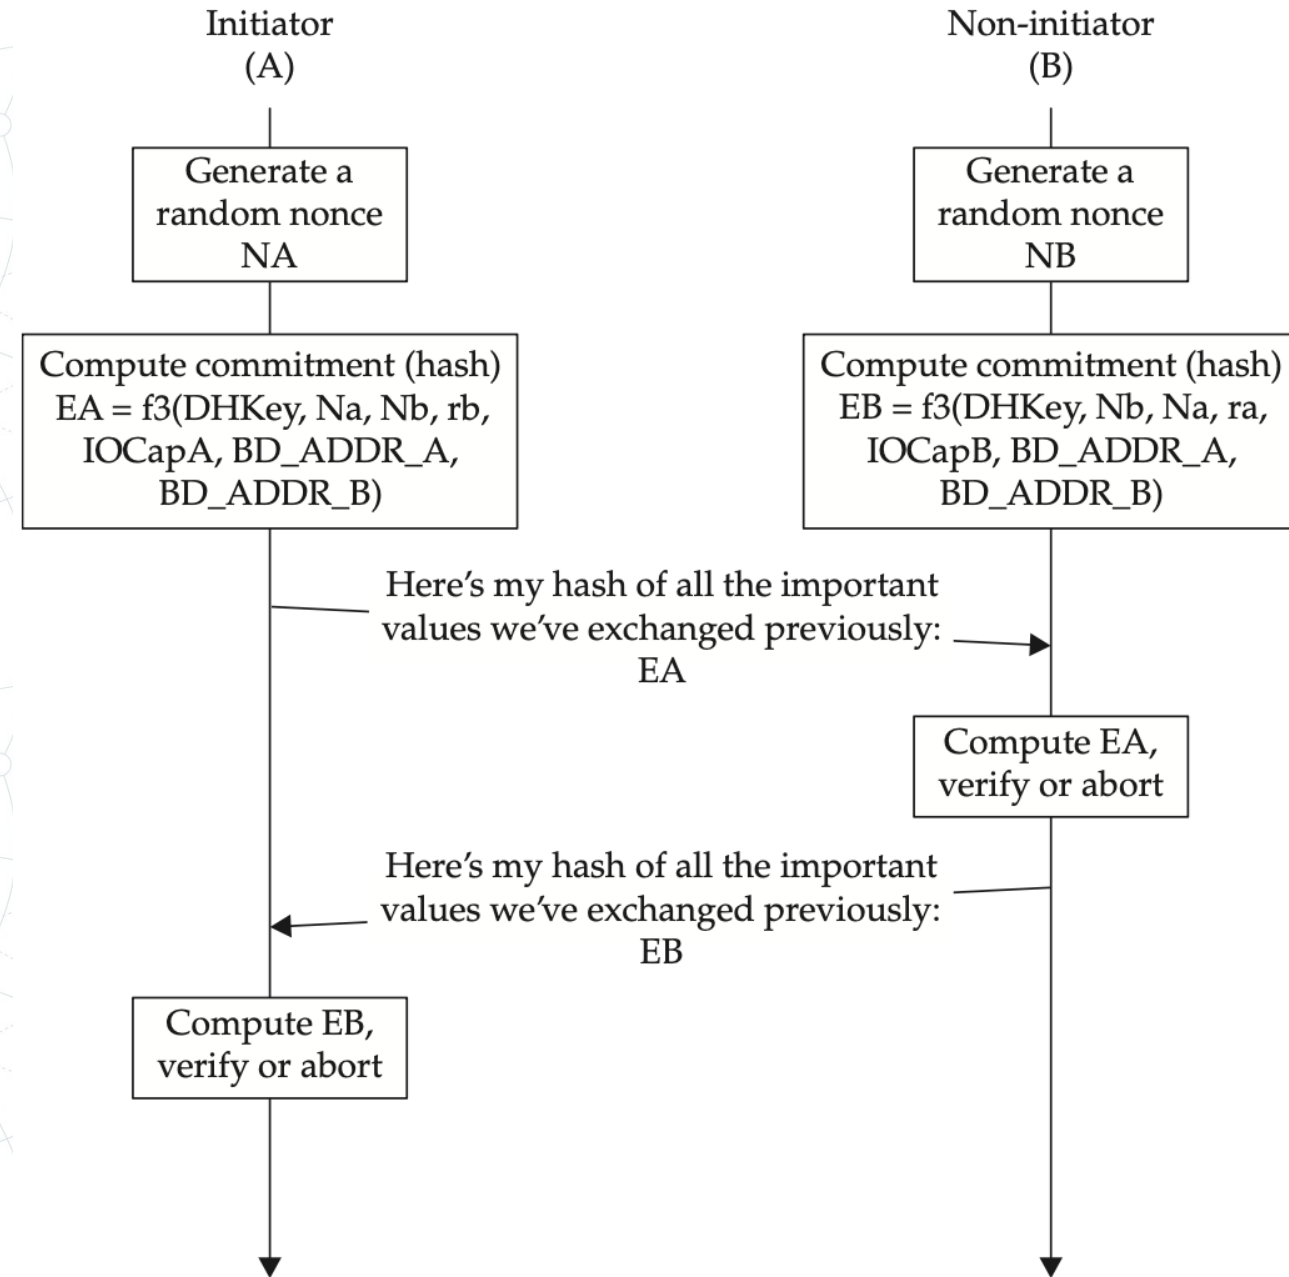 Initiator
(A)
Non-initiator
(B)
Generate a
random nonce
NA
Generate a
random nonce
NB
Compute commitment (hash)
EA = f3(DHKey, Na, Nb, rb,
IOCapA, BD_ADDR_A,
BD_ADDR_B)
Compute commitment (hash)
EB = f3(DHKey, Nb, Na, ra,
IOCapB, BD_ADDR_A,
BD_ADDR_B)
Here’s my hash of all the important
values we’ve exchanged previously:
EA
Compute EA,
verify or abort
Here’s my hash of all the important
values we’ve exchanged previously:
EB
Compute EB,
verify or abort